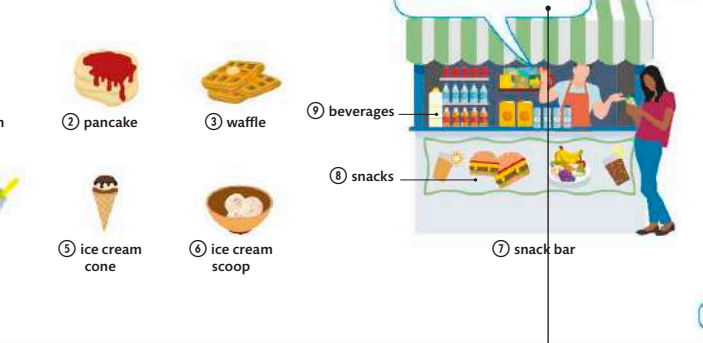 ② pancake
③ waffle
⑨ beverages
⑧ snacks
⑤ ice cream
cone
⑥ ice cream
scoop
⑦ snack bar